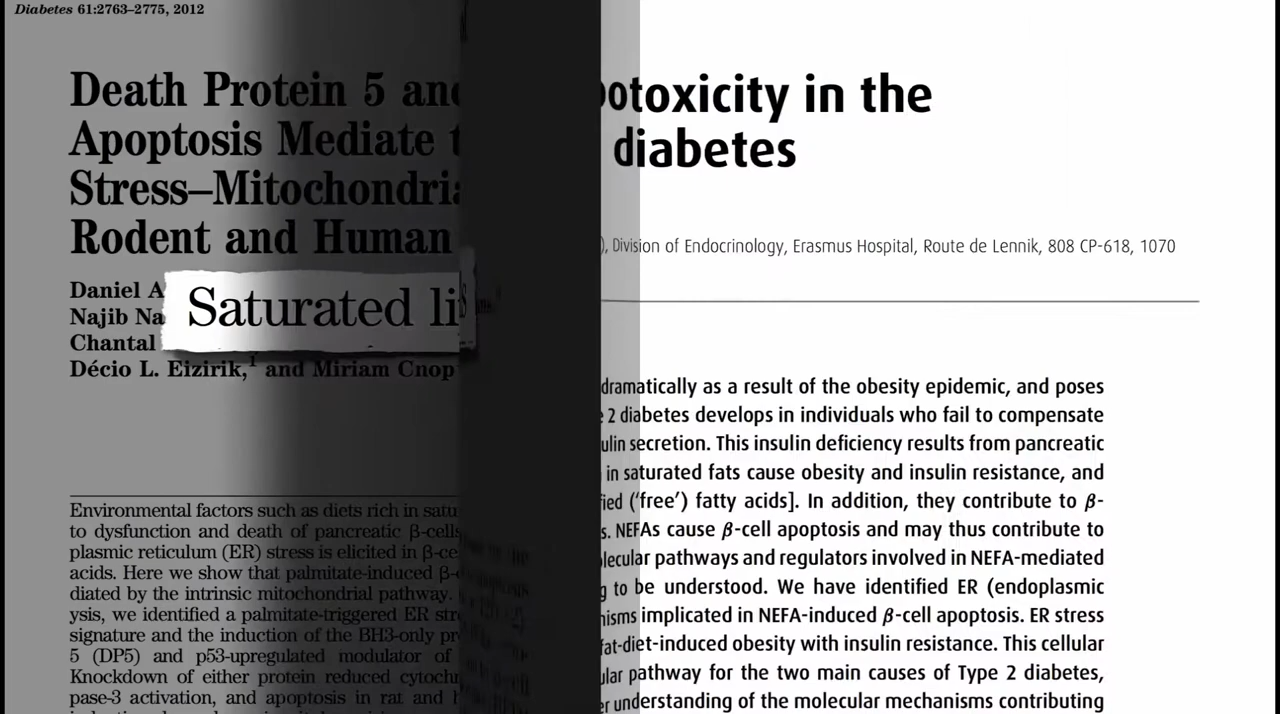 Diabetes 61:2763–2775, 2012
Death Protein 5 and
Apoptosis Mediate
Stress–Mitochondria
Rodent and Human
Daniel A
Najib Na
Chantal
Décio L. Eizirik,1 and Miriam Cnop
Saturated li
Environmental factors such as diets rich in satu
to dysfunction and death of pancreatic β-cells
plasmic reticulum (ER) stress is elicited in β-ce
acids. Here we show that palmitate-induced β-
diated by the intrinsic mitochondrial pathway.
ysis, we identified a palmitate-triggered ER stre
signature and the induction of the BH3-only pr
5 (DP5) and p53-upregulated modulator of
Knockdown of either protein reduced cytochr
pase-3 activation, and apoptosis in rat and h
otoxicity in the
diabetes
), Division of Endocrinology, Erasmus Hospital, Route de Lennik, 808 CP-618, 1070
dramatically as a result of the obesity epidemic, and poses
2 diabetes develops in individuals who fail to compensate
ulin secretion. This insulin deficiency results from pancreatic
in saturated fats cause obesity and insulin resistance, and
fied ('free') fatty acids]. In addition, they contribute to β-
s. NEFAs cause β-cell apoptosis and may thus contribute to
lecular pathways and regulators involved in NEFA-mediated
g to be understood. We have identified ER (endoplasmic
nisms implicated in NEFA-induced β-cell apoptosis. ER stress
fat-diet-induced obesity with insulin resistance. This cellular
ular pathway for the two main causes of Type 2 diabetes,
er understanding of the molecular mechanisms contributing